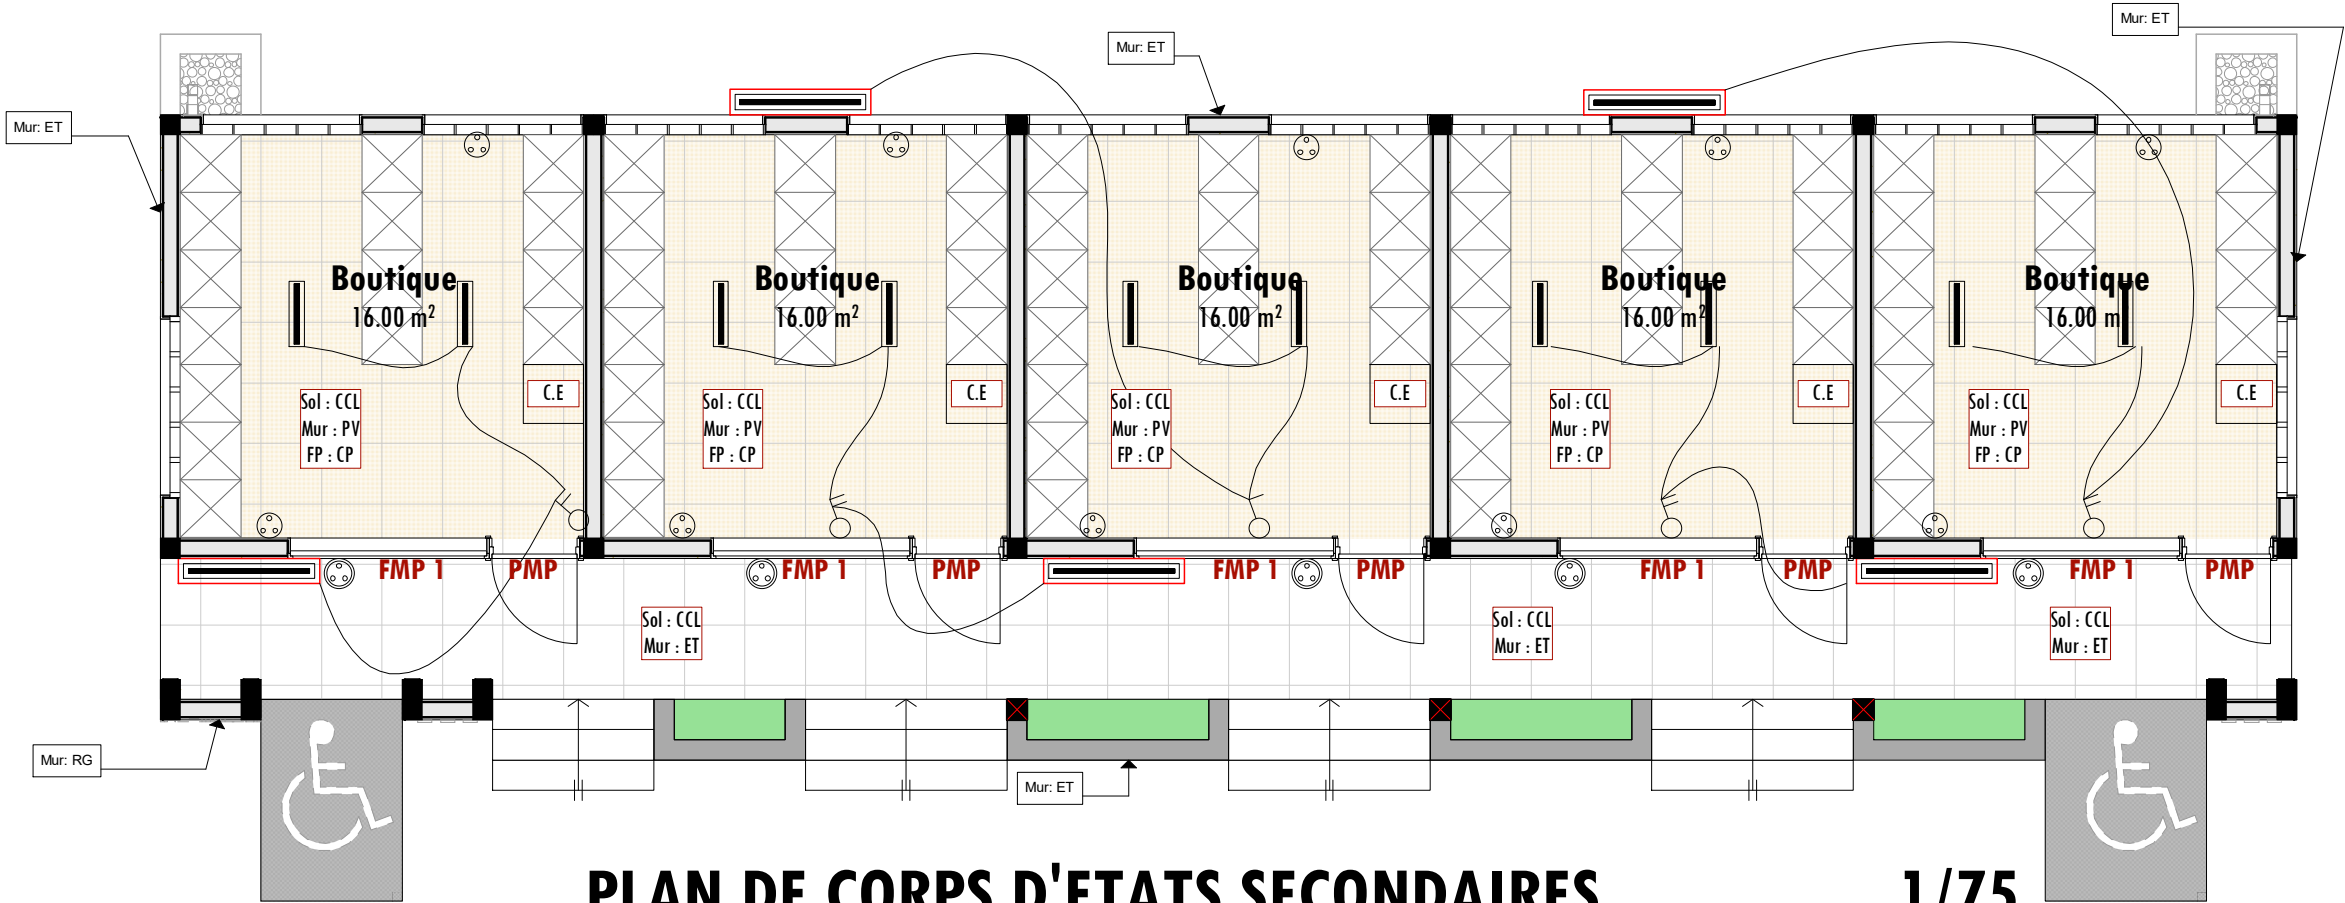 Mur: ET
Mur: ET
Mur: ET
Boutique
16.00 m²
Boutique
16.00 m²
Boutique
16.00 m²
Boutique
16.00 m²
Boutique
16.00 m
C.E
C.E
C.E
C.E
C.E
Sol : CCL
Mur : PV
FP : CP
Sol : CCL
Mur : PV
FP : CP
Sol : CCL
Mur : PV
FP : CP
Sol : CCL
Mur : PV
FP : CP
Sol : CCL
Mur : PV
FP : CP
FMP 1 PMP FMP 1 PMP FMP 1 PMP FMP 1 PMP FMP 1 PMP
Sol : CCL
Mur : ET
Sol : CCL
Mur : ET
Sol : CCL
Mur : ET
Mur: RG
Mur: ET
PLAN DE CORPS D'ETATS SECONDAIRES 1/75